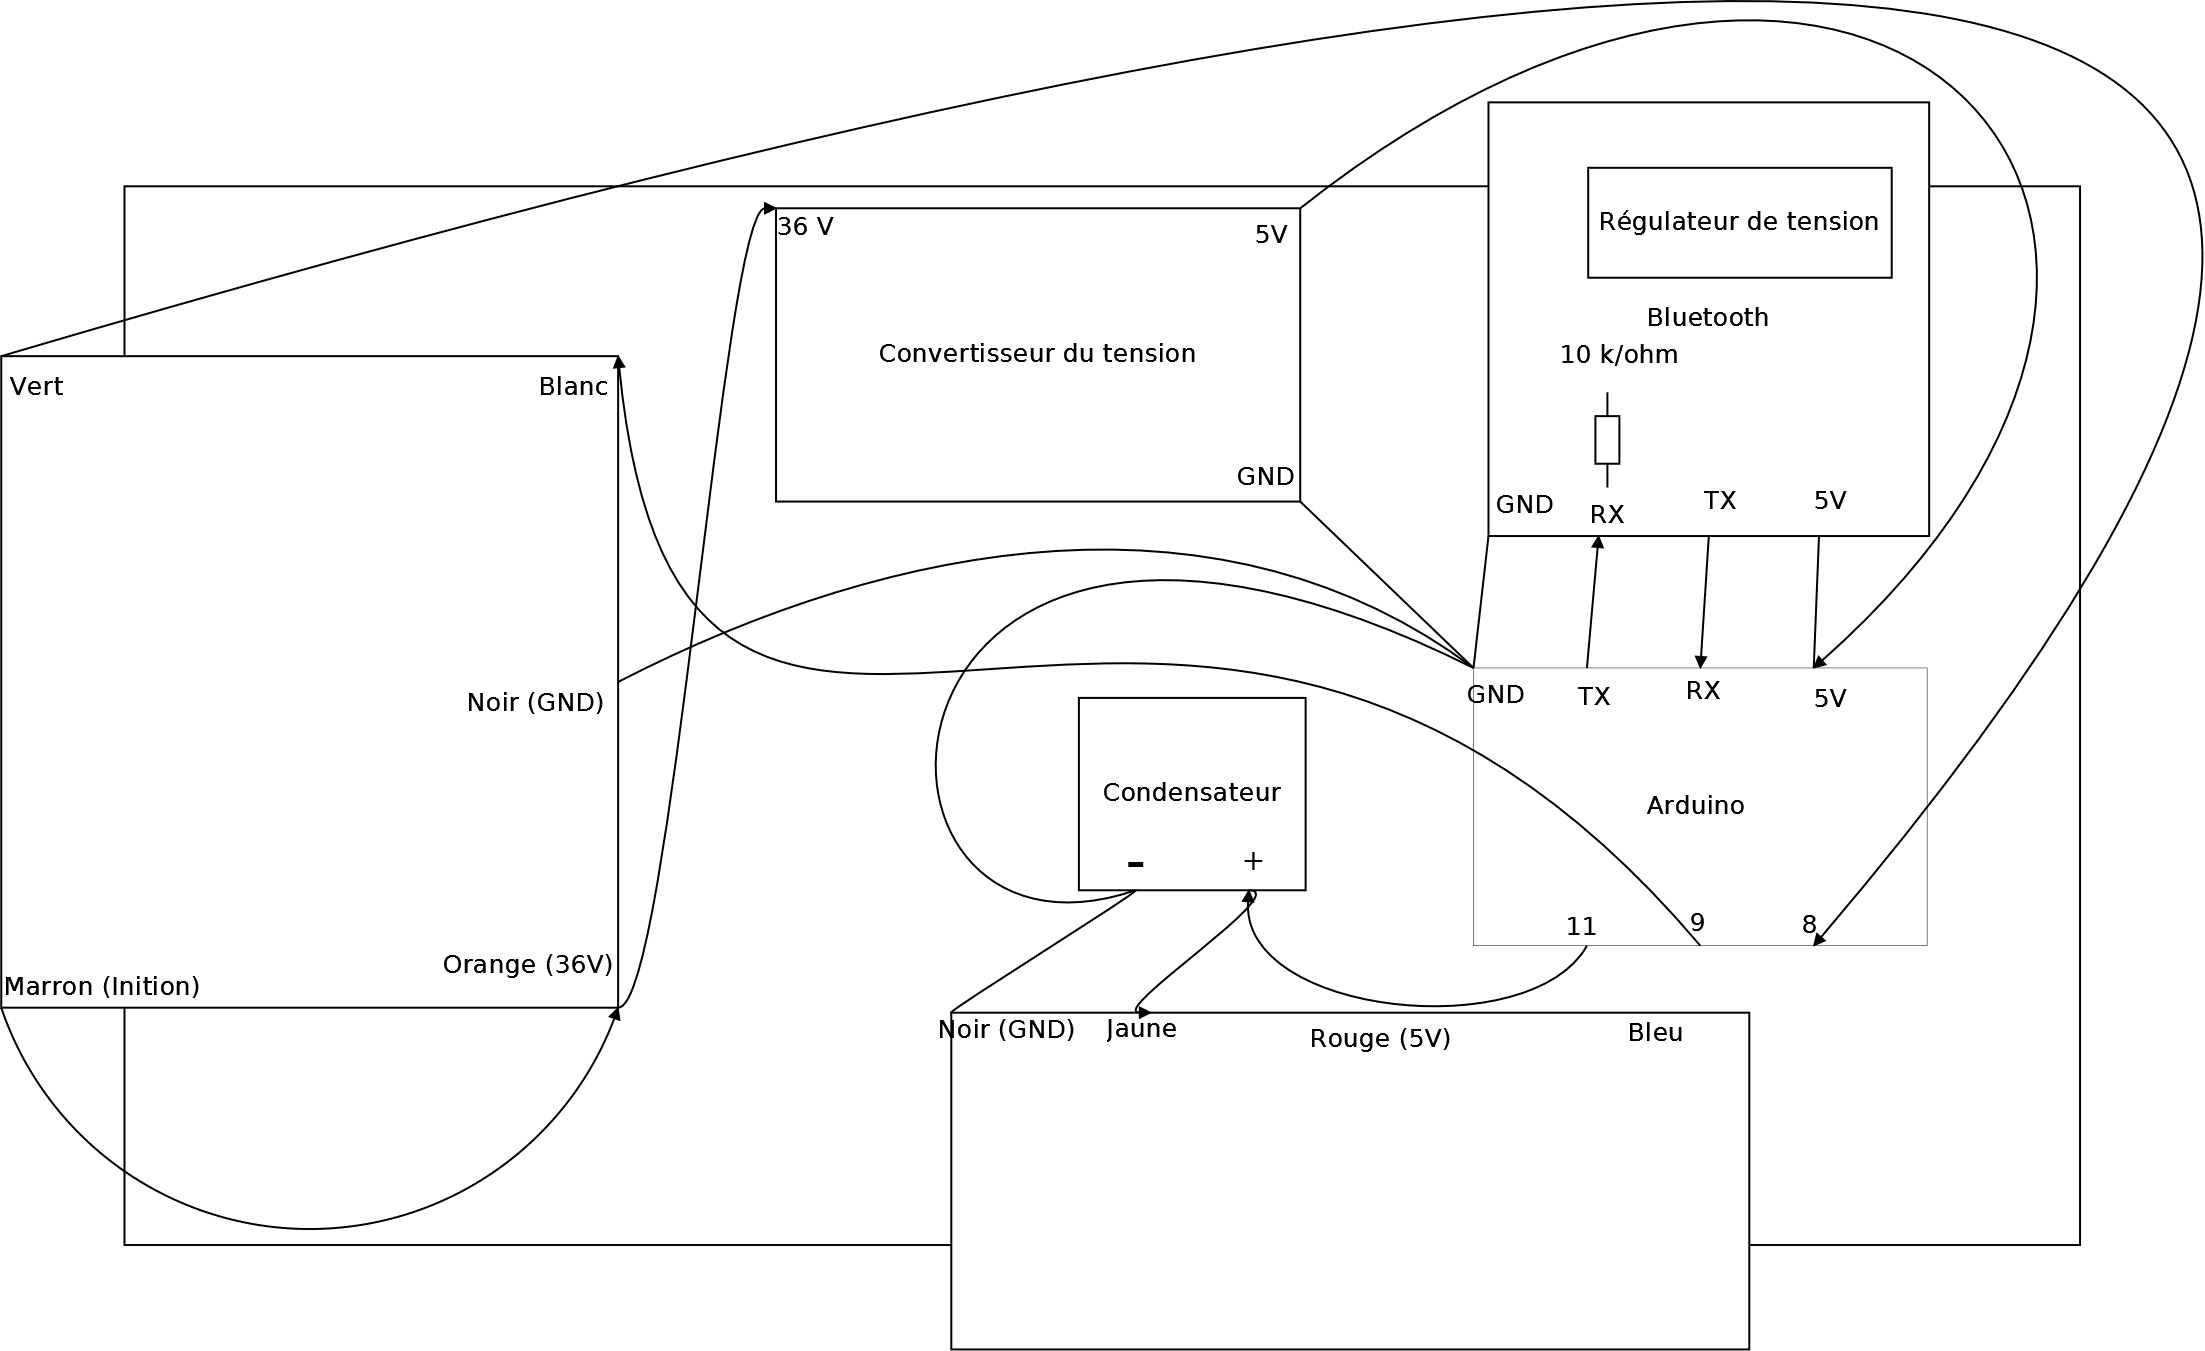 Régulateur de tension
36 V
5V
Bluetooth
Convertisseur du tension
10 k/ohm
Vert
Blanc
GND
GND
RX
TX
5V
Noir (GND)
GND
TX
RX
5V
Condensateur
Arduino
-
+
11
9
8
Orange (36V)
Marron (Inition)
Noir (GND)
Jaune
Rouge (5V)
Bleu